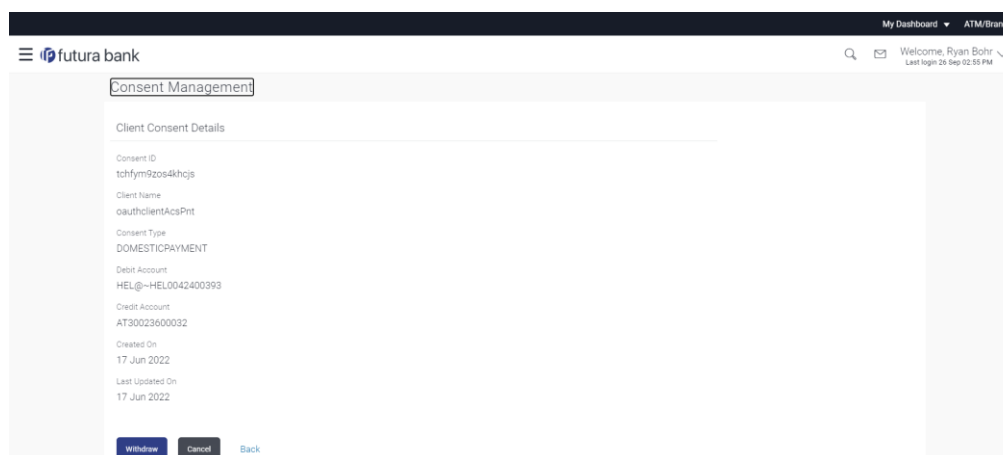 My Dashboard ATM/Bran
futura bank
Welcome, Ryan Bohr
Last login 26 Sep 02:55 PM
Consent Management
Client Consent Details
Consent ID
tchfym9zos4khcjs
Client Name
oauthclientAcsPnt
Consent Type
DOMESTICPAYMENT
Debit Account
HEL@~HEL0042400393
Credit Account
AT30023600032
Created On
17 Jun 2022
Last Updated On
17 Jun 2022
Withdraw Cancel Back